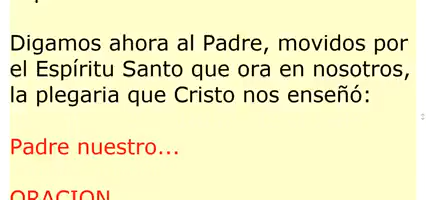 Digamos ahora al Padre, movidos por
el Espíritu Santo que ora en nosotros,
la plegaria que Cristo nos enseñó:
Padre nuestro...
ORACION